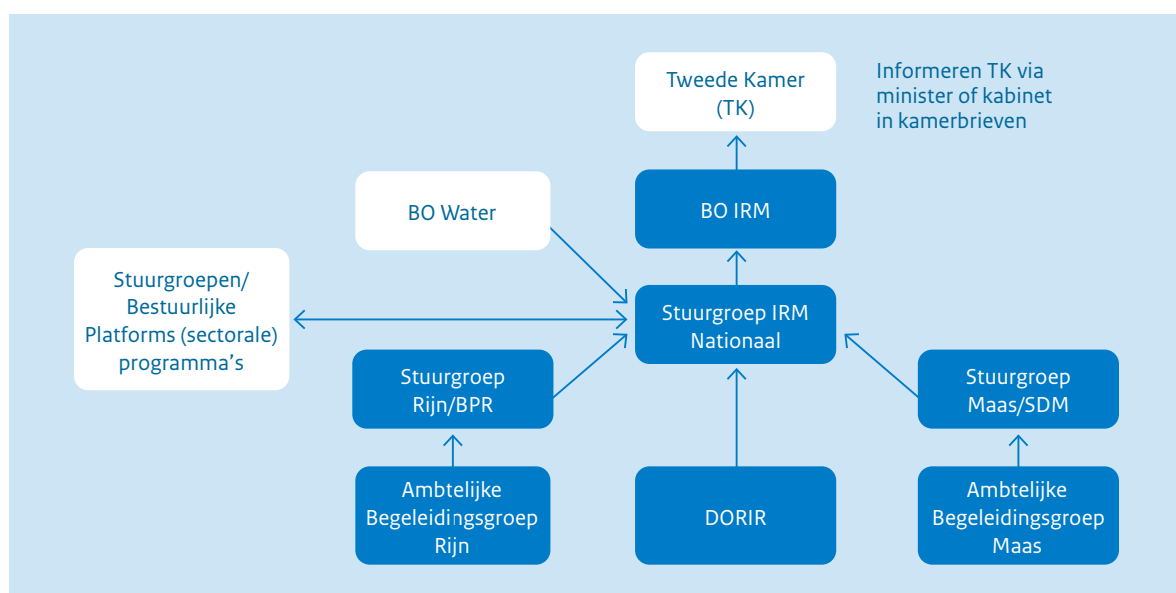 Tweede Kamer
(TK)
Informeren TK via
minister of kabinet
in kamerbrieven
BO Water
BO IRM
Stuurgroepen/
Bestuurlijke
Platforms (sectorale)
programma's
Stuurgroep IRM
Nationaal
Stuurgroep
Rijn/BPR
Stuurgroep
Maas/SDM
Ambtelijke
Begeleidingsgroep
Rijn
DORIR
Ambtelijke
Begeleidingsgroep
Maas